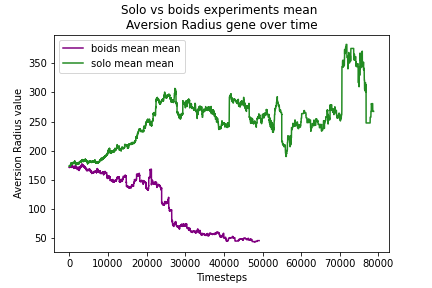 Solo vs boids experiments mean
Aversion Radius gene over time
boids mean mean
solo mean mean
Aversion Radius value
350
300
250
200
150
100
50
0 10000 20000 30000 40000 50000 60000 70000 80000
Timesteps